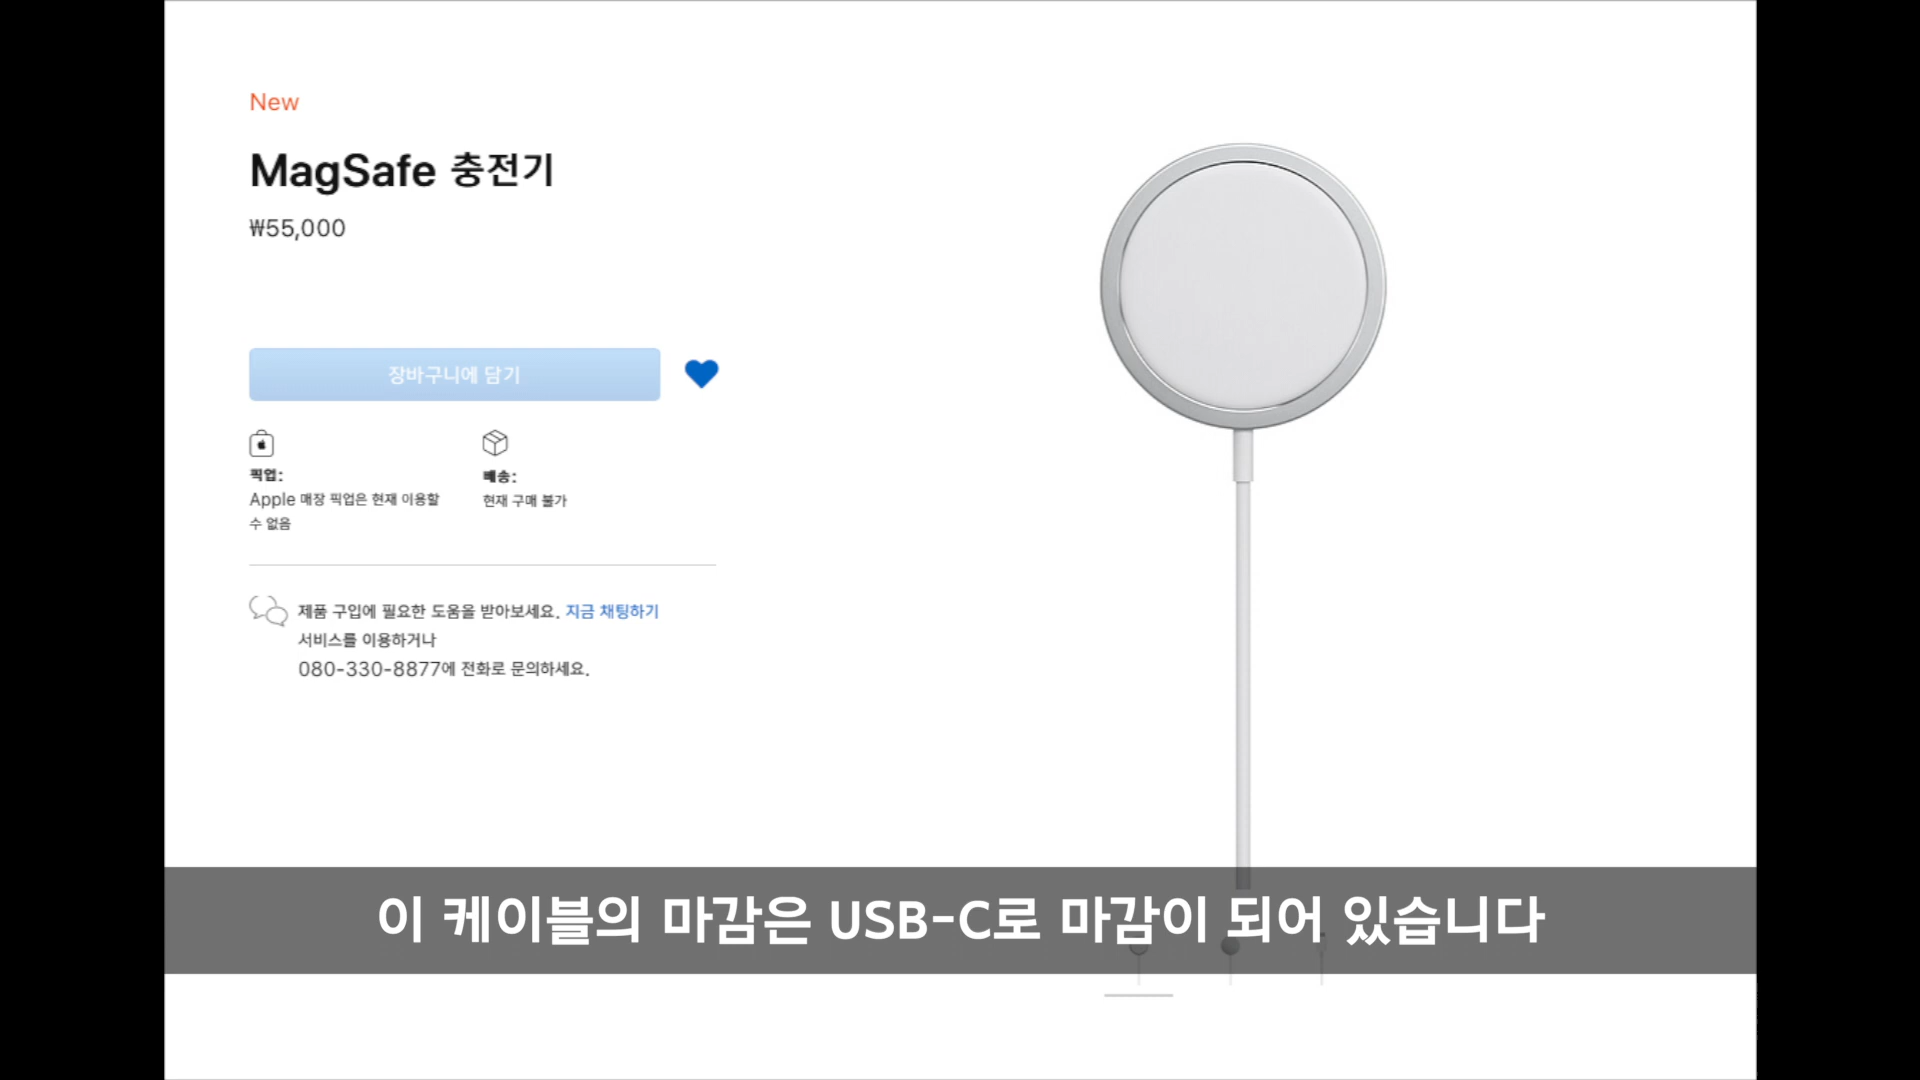 New
MagSafe 충전기
₩55,000
장바구니에 담기
픽업:
Apple 매장 픽업은 현재 이용할
수 없음
배송:
현재 구매 불가
제품 구입에 필요한 도움을 받아보세요. 지금 채팅하기
서비스를 이용하거나
080-330-8877에 전화로 문의하세요.
이 케이블의 마감은 USB-C로 마감이 되어 있습니다